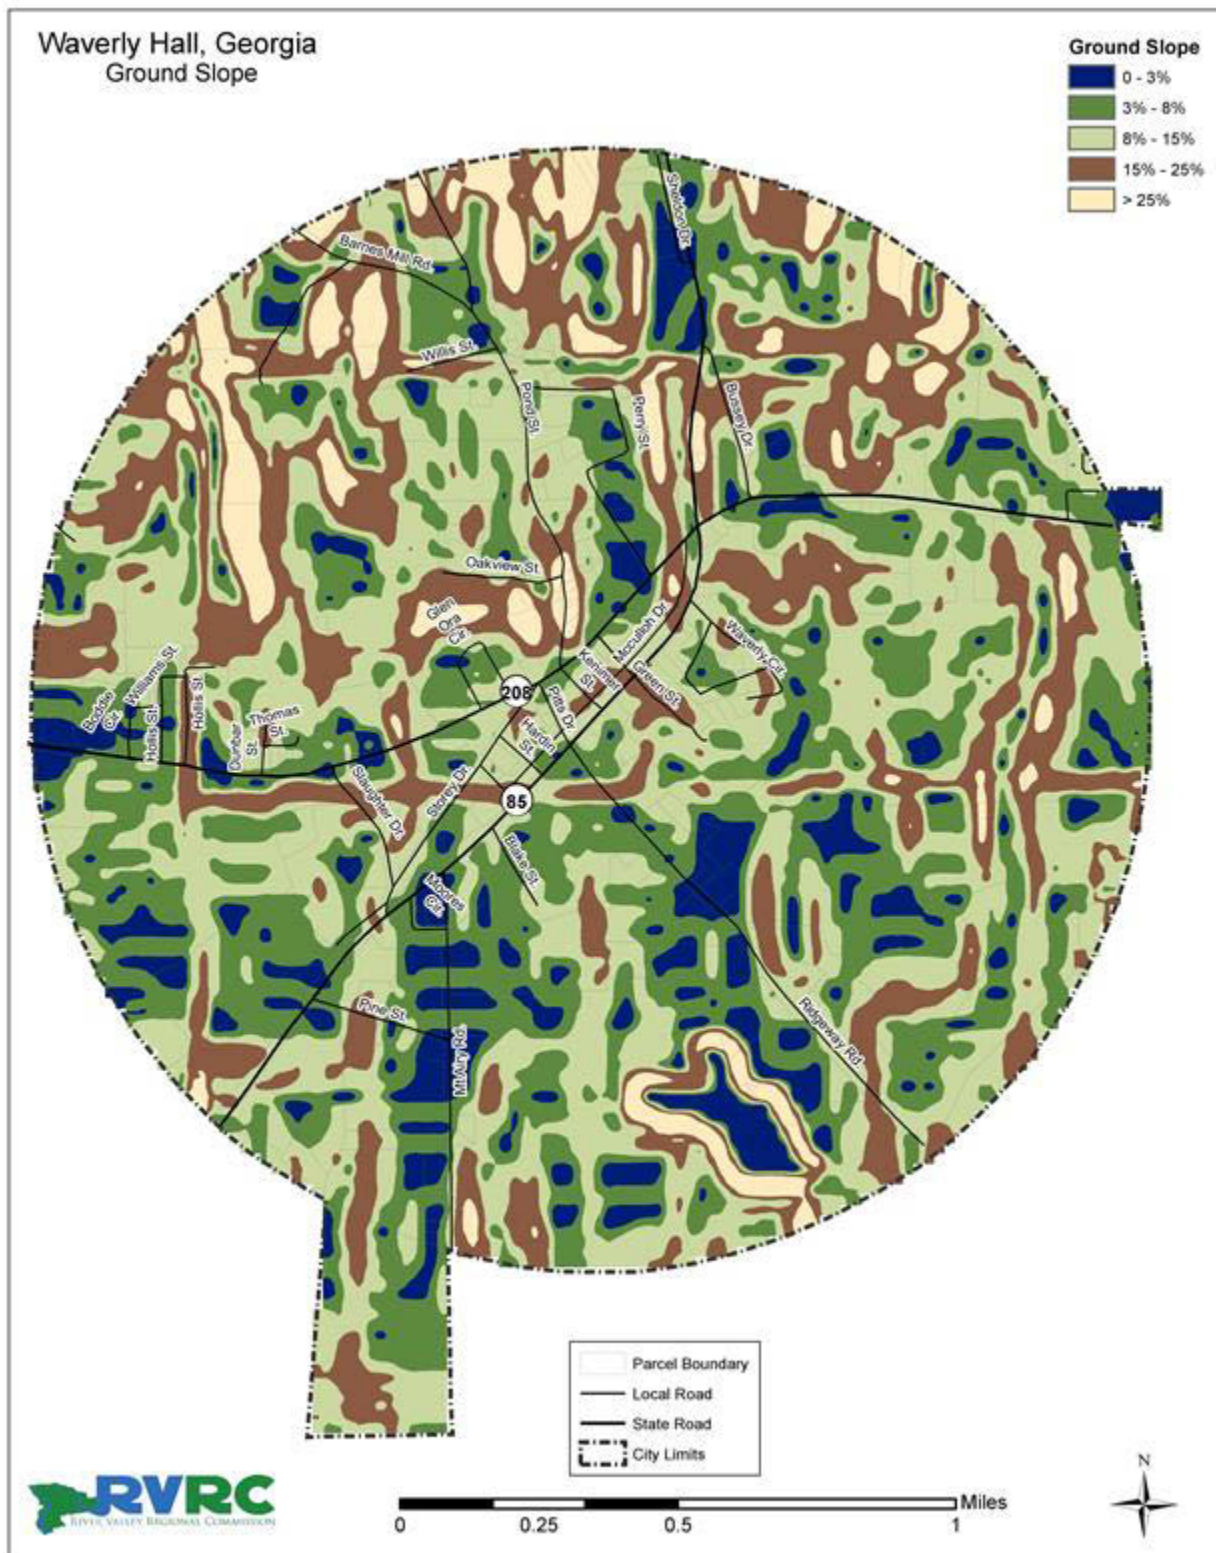 Waverly Hall, Georgia
Ground Slope
Ground Slope
0 - 3%
3% - 8%
8% - 15%
15% - 25%
> 25%
Sheldon Dr.
Barnes Mill Rd.
Willis St.
Pond St.
Perry St.
Bussey Dr.
Oakview St.
Glen
Ora
Cir.
Mcculloh Dr.
Waverly Cir.
Kenimer
St.
Green St.
208
Pitts Dr.
Hardin
St.
Boddie
Cir.
Williams St.
Hollis St.
Hollis St.
Dunbar
St.
Thomas
St.
Slaughter Dr.
Storey Dr.
85
Blake St.
Moores
Cir.
Pine St.
Mt Airy Rd.
Ridgeway Rd.
Parcel Boundary
Local Road
State Road
City Limits
RVRC
RIVER VALLEY REGIONAL COMMISSION
Miles
0 0.25 0.5 1
N